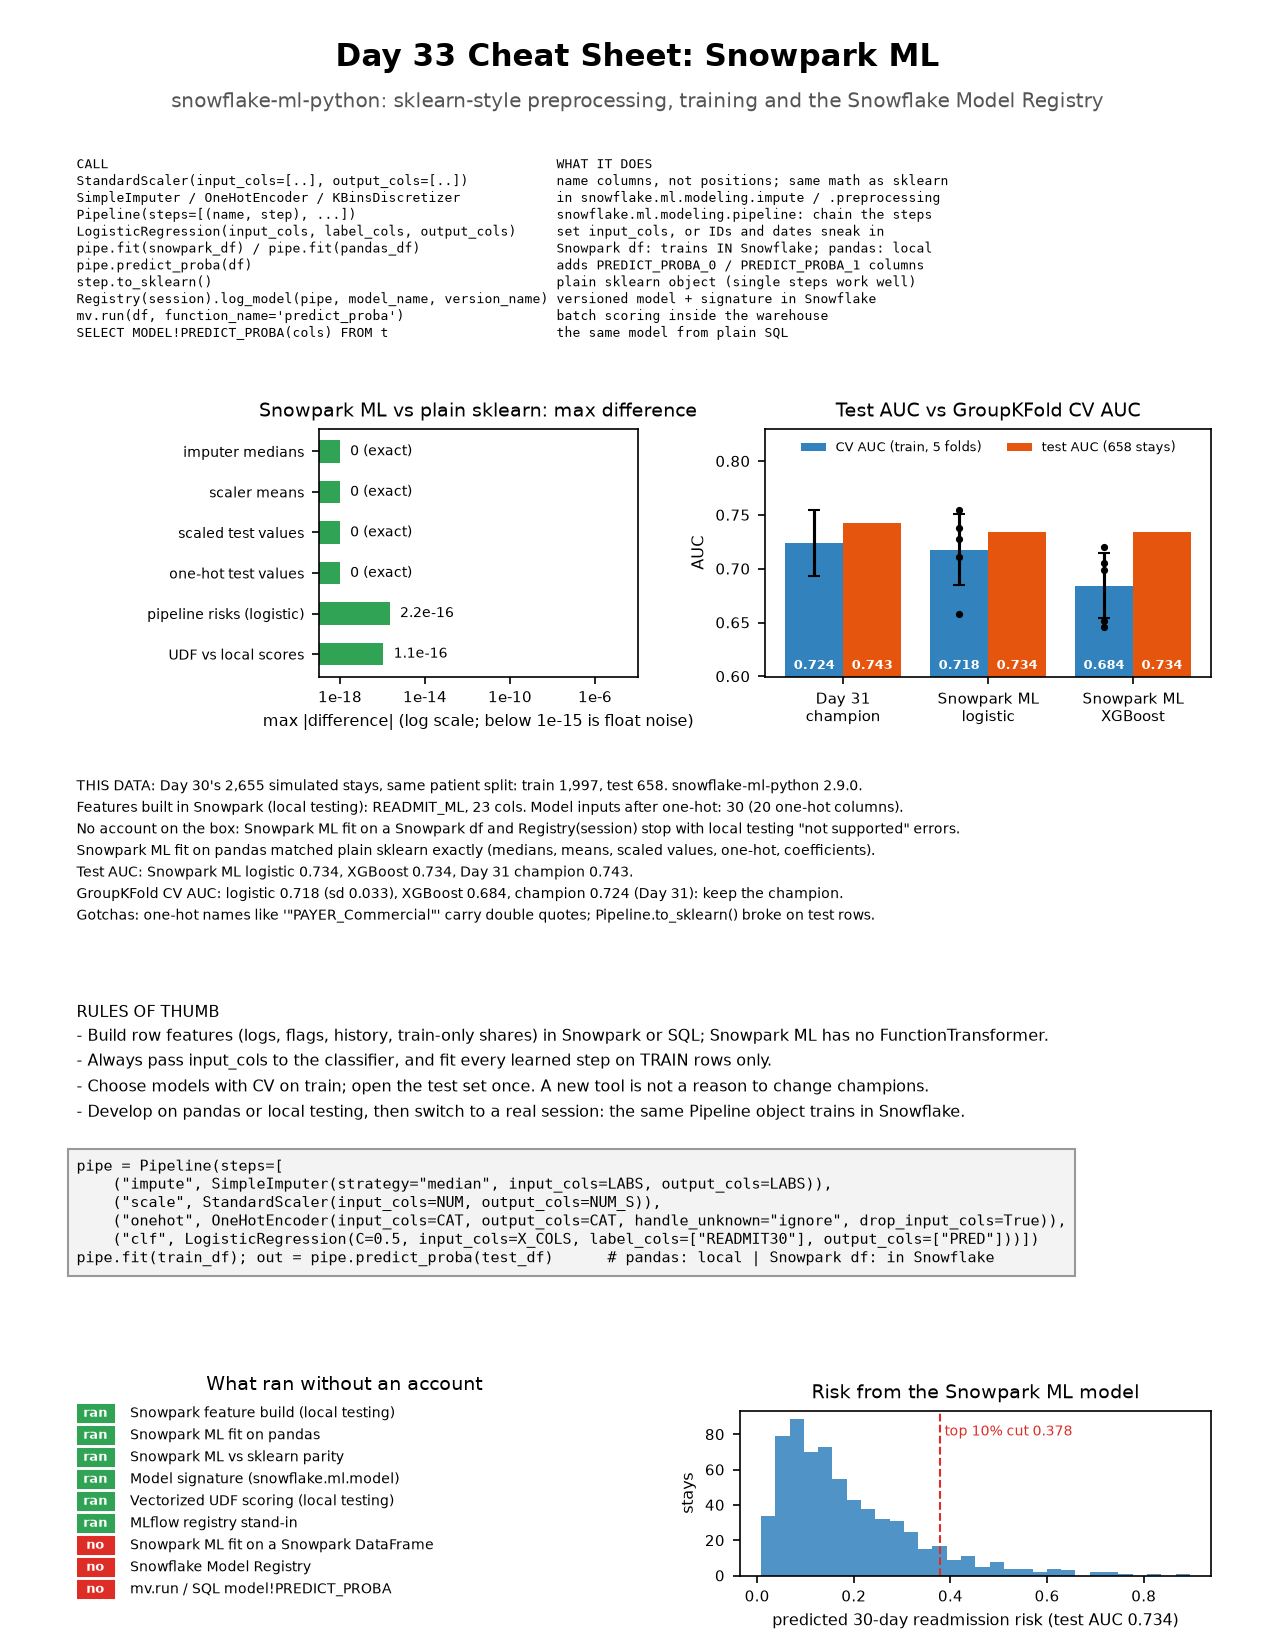 Day 33 Cheat Sheet: Snowpark ML
snowflake-ml-python: sklearn-style preprocessing, training and the Snowflake Model Registry
CALL WHAT IT DOES
StandardScaler(input_cols=[..], output_cols=[..]) name columns, not positions; same math as sklearn
SimpleImputer / OneHotEncoder / KBinsDiscretizer in snowflake.ml.modeling.impute / .preprocessing
Pipeline(steps=[(name, step), ...]) snowflake.ml.modeling.pipeline: chain the steps
LogisticRegression(input_cols, label_cols, output_cols) set input_cols, or IDs and dates sneak in
pipe.fit(snowpark_df) / pipe.fit(pandas_df) Snowpark df: trains IN Snowflake; pandas: local
pipe.predict_proba(df) adds PREDICT_PROBA_0 / PREDICT_PROBA_1 columns
step.to_sklearn() plain sklearn object (single steps work well)
Registry(session).log_model(pipe, model_name, version_name) versioned model + signature in Snowflake
mv.run(df, function_name='predict_proba') batch scoring inside the warehouse
SELECT MODEL!PREDICT_PROBA(cols) FROM t the same model from plain SQL
Snowpark ML vs plain sklearn: max difference
imputer medians 0 (exact)
scaler means 0 (exact)
scaled test values 0 (exact)
one-hot test values 0 (exact)
pipeline risks (logistic) 2.2e-16
UDF vs local scores 1.1e-16
1e-18 1e-14 1e-10 1e-6
max |difference| (log scale; below 1e-15 is float noise)
Test AUC vs GroupKFold CV AUC
CV AUC (train, 5 folds) test AUC (658 stays)
0.80
0.75
0.70
0.65
0.60
AUC
0.724 0.743 0.718 0.734 0.684 0.734
Day 31 Snowpark ML Snowpark ML
champion logistic XGBoost
THIS DATA: Day 30's 2,655 simulated stays, same patient split: train 1,997, test 658. snowflake-ml-python 2.9.0.
Features built in Snowpark (local testing): READMIT_ML, 23 cols. Model inputs after one-hot: 30 (20 one-hot columns).
No account on the box: Snowpark ML fit on a Snowpark df and Registry(session) stop with local testing "not supported" errors.
Snowpark ML fit on pandas matched plain sklearn exactly (medians, means, scaled values, one-hot, coefficients).
Test AUC: Snowpark ML logistic 0.734, XGBoost 0.734, Day 31 champion 0.743.
GroupKFold CV AUC: logistic 0.718 (sd 0.033), XGBoost 0.684, champion 0.724 (Day 31): keep the champion.
Gotchas: one-hot names like '"PAYER_Commercial"' carry double quotes; Pipeline.to_sklearn() broke on test rows.
RULES OF THUMB
- Build row features (logs, flags, history, train-only shares) in Snowpark or SQL; Snowpark ML has no FunctionTransformer.
- Always pass input_cols to the classifier, and fit every learned step on TRAIN rows only.
- Choose models with CV on train; open the test set once. A new tool is not a reason to change champions.
- Develop on pandas or local testing, then switch to a real session: the same Pipeline object trains in Snowflake.
pipe = Pipeline(steps=[
("impute", SimpleImputer(strategy="median", input_cols=LABS, output_cols=LABS)),
("scale", StandardScaler(input_cols=NUM, output_cols=NUM_S)),
("onehot", OneHotEncoder(input_cols=CAT, output_cols=CAT, handle_unknown="ignore", drop_input_cols=True)),
("clf", LogisticRegression(C=0.5, input_cols=X_COLS, label_cols=["READMIT30"], output_cols=["PRED"]))])
pipe.fit(train_df); out = pipe.predict_proba(test_df) # pandas: local | Snowpark df: in Snowflake
What ran without an account
ran Snowpark feature build (local testing)
ran Snowpark ML fit on pandas
ran Snowpark ML vs sklearn parity
ran Model signature (snowflake.ml.model)
ran Vectorized UDF scoring (local testing)
ran MLflow registry stand-in
no Snowpark ML fit on a Snowpark DataFrame
no Snowflake Model Registry
no mv.run / SQL model!PREDICT_PROBA
Risk from the Snowpark ML model
top 10% cut 0.378
80
60
40
20
0
stays
0.0 0.2 0.4 0.6 0.8
predicted 30-day readmission risk (test AUC 0.734)